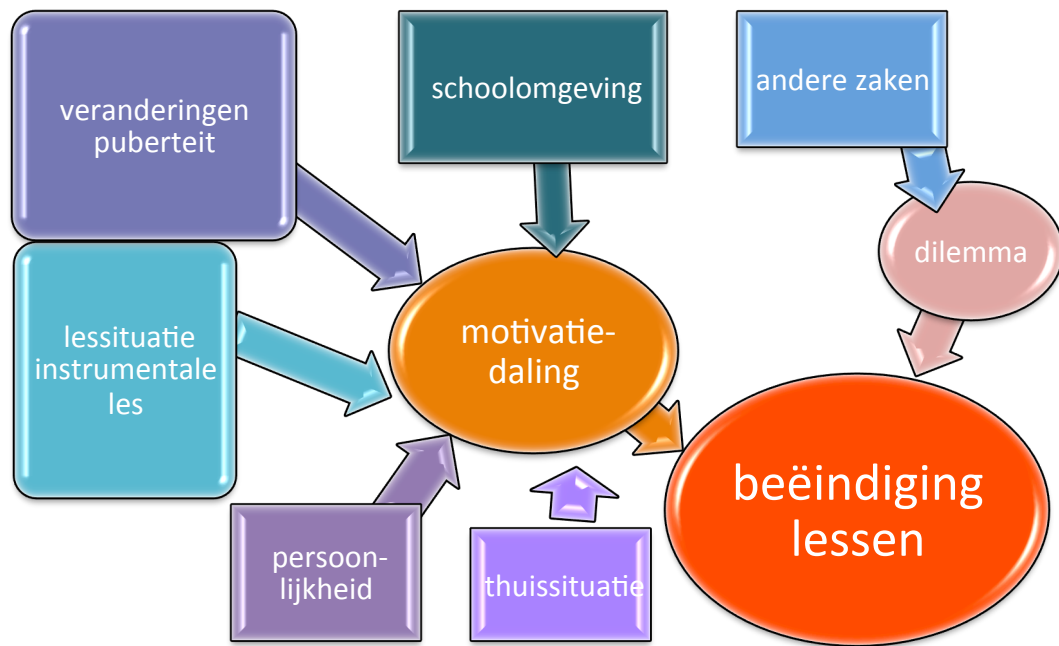 veranderingen
puberteit
schoolomgeving
andere zaken
dilemma
lessituatie
instrumentale
les
motivatie-
daling
beëindiging
lessen
persoon-
lijkheid
thuissituatie